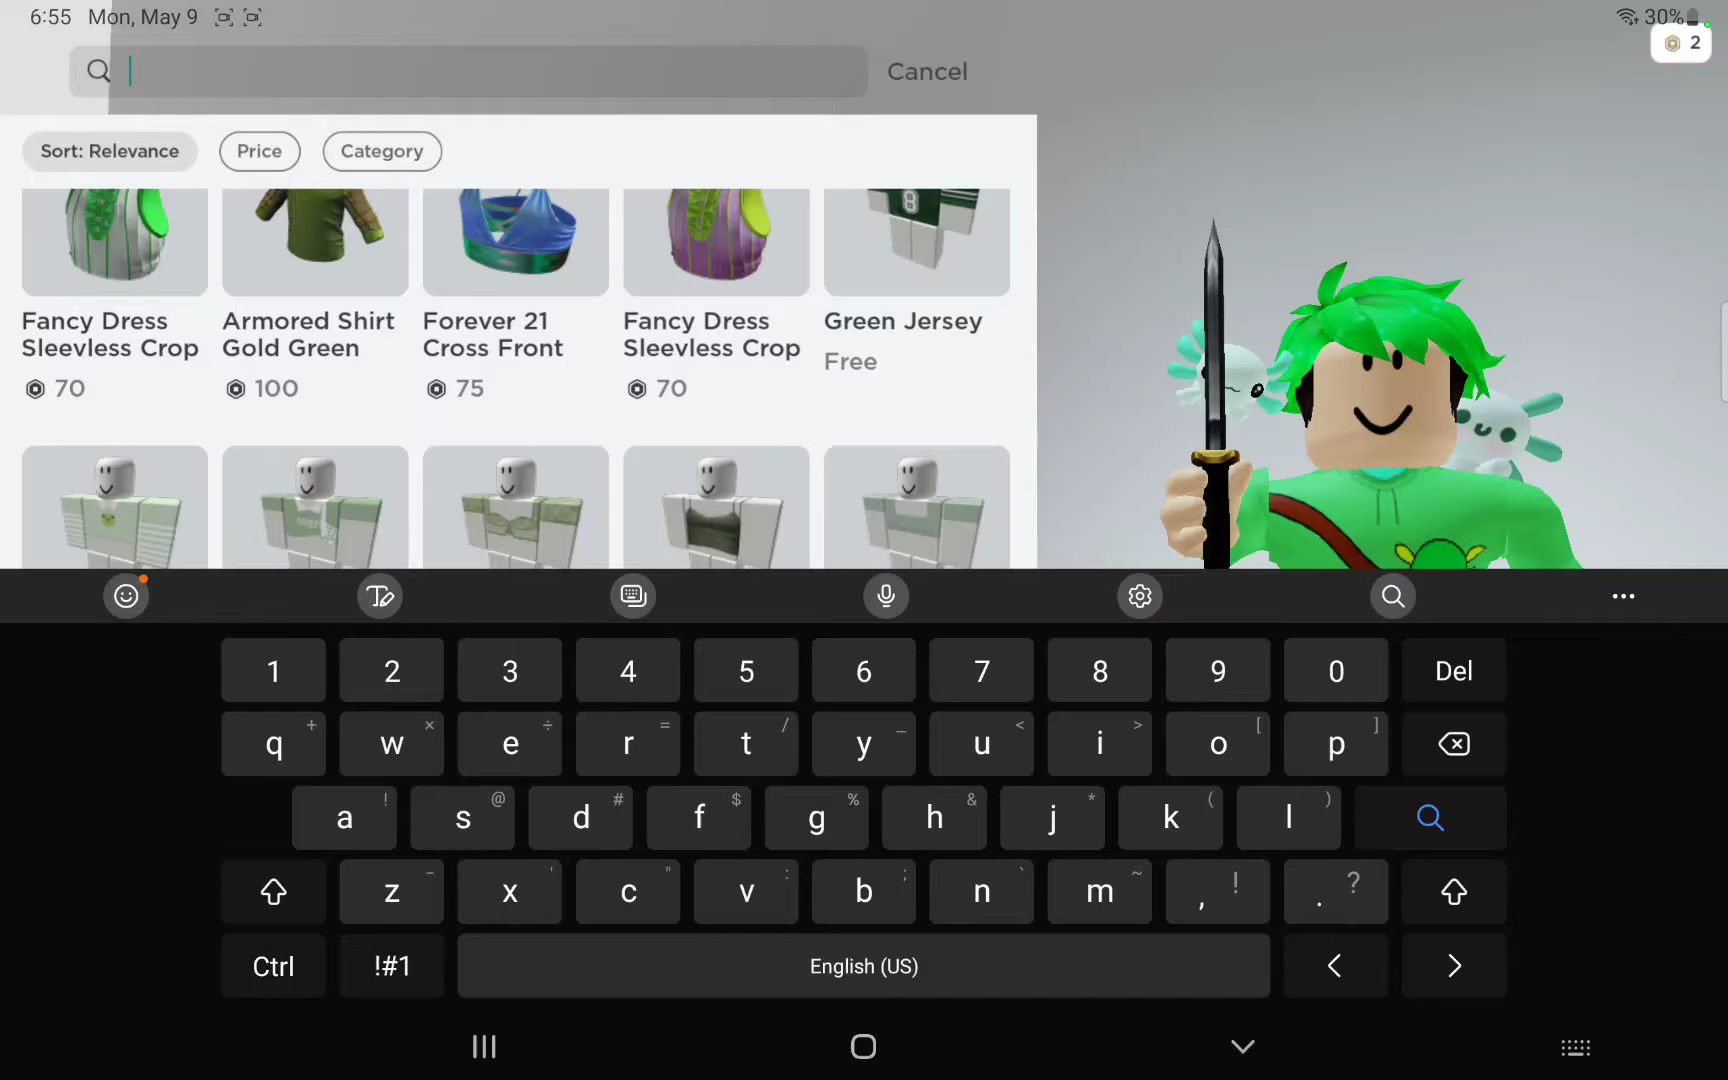 6:55 Mon, May 9
30%
2
Cancel
Sort: Relevance Price Category
8
Fancy Dress Sleevless Crop
70
Armored Shirt Gold Green
100
Forever 21 Cross Front
75
Fancy Dress Sleevless Crop
70
Green Jersey
Free
1 2 3 4 5 6 7 8 9 0 Del
q + w × e ÷ r = t / y _ u < i > o [ p ]
a ! s @ d # f $ g % h & j * k ( l )
z - x ' c " v : b ; n ` m ~ , ! . ?
Ctrl !#1 English (US) < >